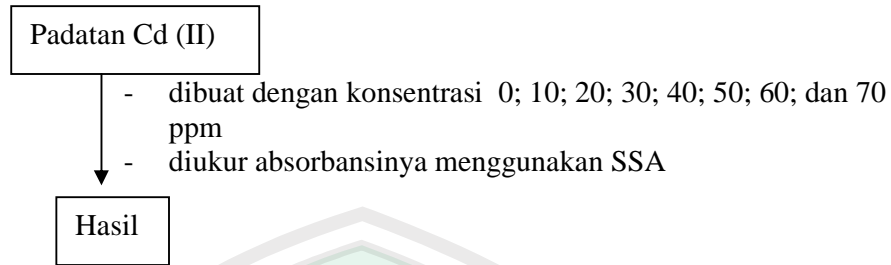 Padatan Cd (II)
- dibuat dengan konsentrasi 0; 10; 20; 30; 40; 50; 60; dan 70
ppm
- diukur absorbansinya menggunakan SSA
Hasil